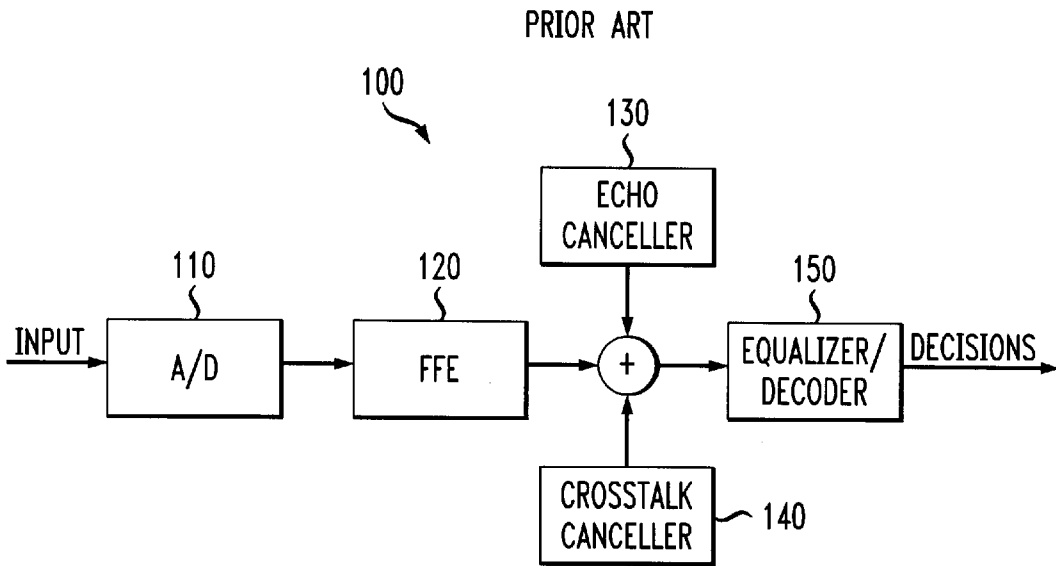 PRIOR ART
100
130
ECHO
CANCELLER
110
120
150
INPUT
A/D
FFE
+
EQUALIZER/
DECODER
DECISIONS
CROSSTALK
CANCELLER
140